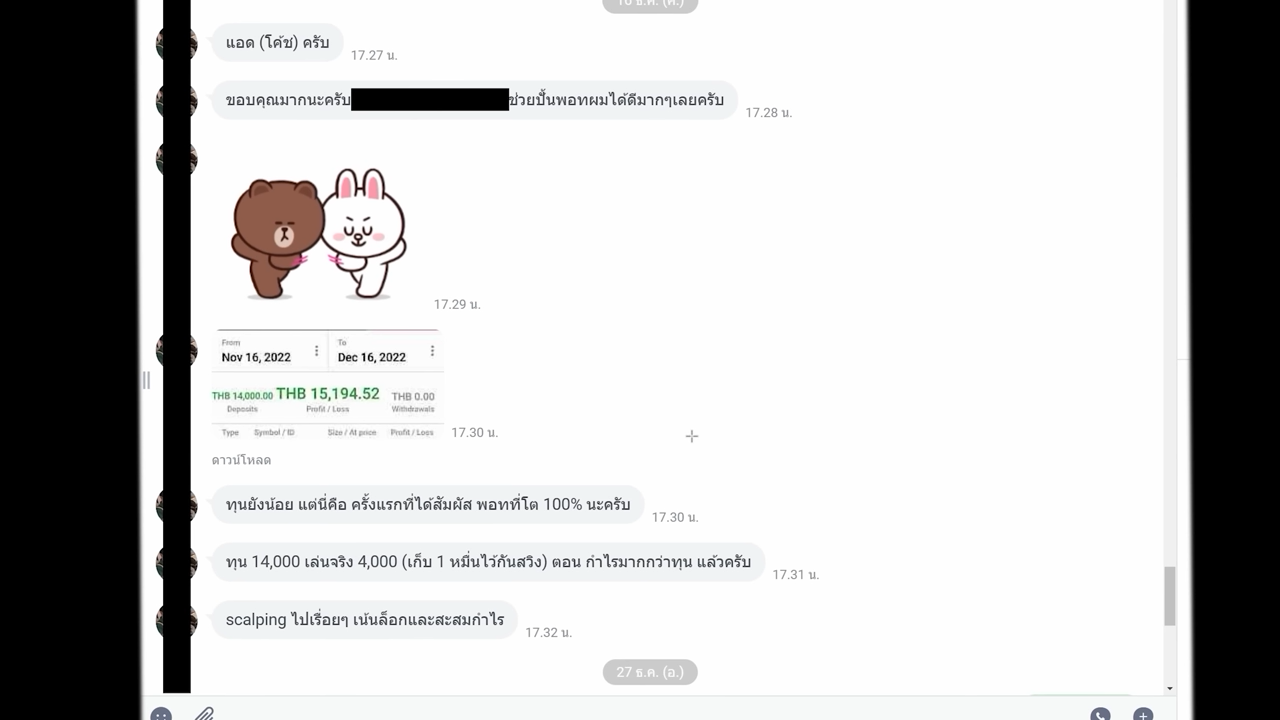 16 ธ.ค. (ศ.)
แอด (โค้ช) ครับ
17.27 น.
ขอบคุณมากนะครับ
ช่วยปั้นพอทผมได้ดีมากๆเลยครับ
17.28 น.
17.29 น.
From
To
Nov 16, 2022
Dec 16, 2022
THB 14,000.00 THB 15,194.52 THB 0.00
Deposits Profit / Loss Withdrawals
Type Symbol / ID Size / At price Profit / Loss
17.30 น.
ดาวน์โหลด
ทุนยังน้อย แต่นี่คือ ครั้งแรกที่ได้สัมผัส พอทที่โต 100% นะครับ
17.30 น.
ทุน 14,000 เล่นจริง 4,000 (เก็บ 1 หมื่นไว้กันสวิง) ตอน กำไรมากกว่าทุน แล้วครับ
17.31 น.
scalping ไปเรื่อยๆ เน้นล็อกและสะสมกำไร
17.32 น.
27 ธ.ค. (อ.)